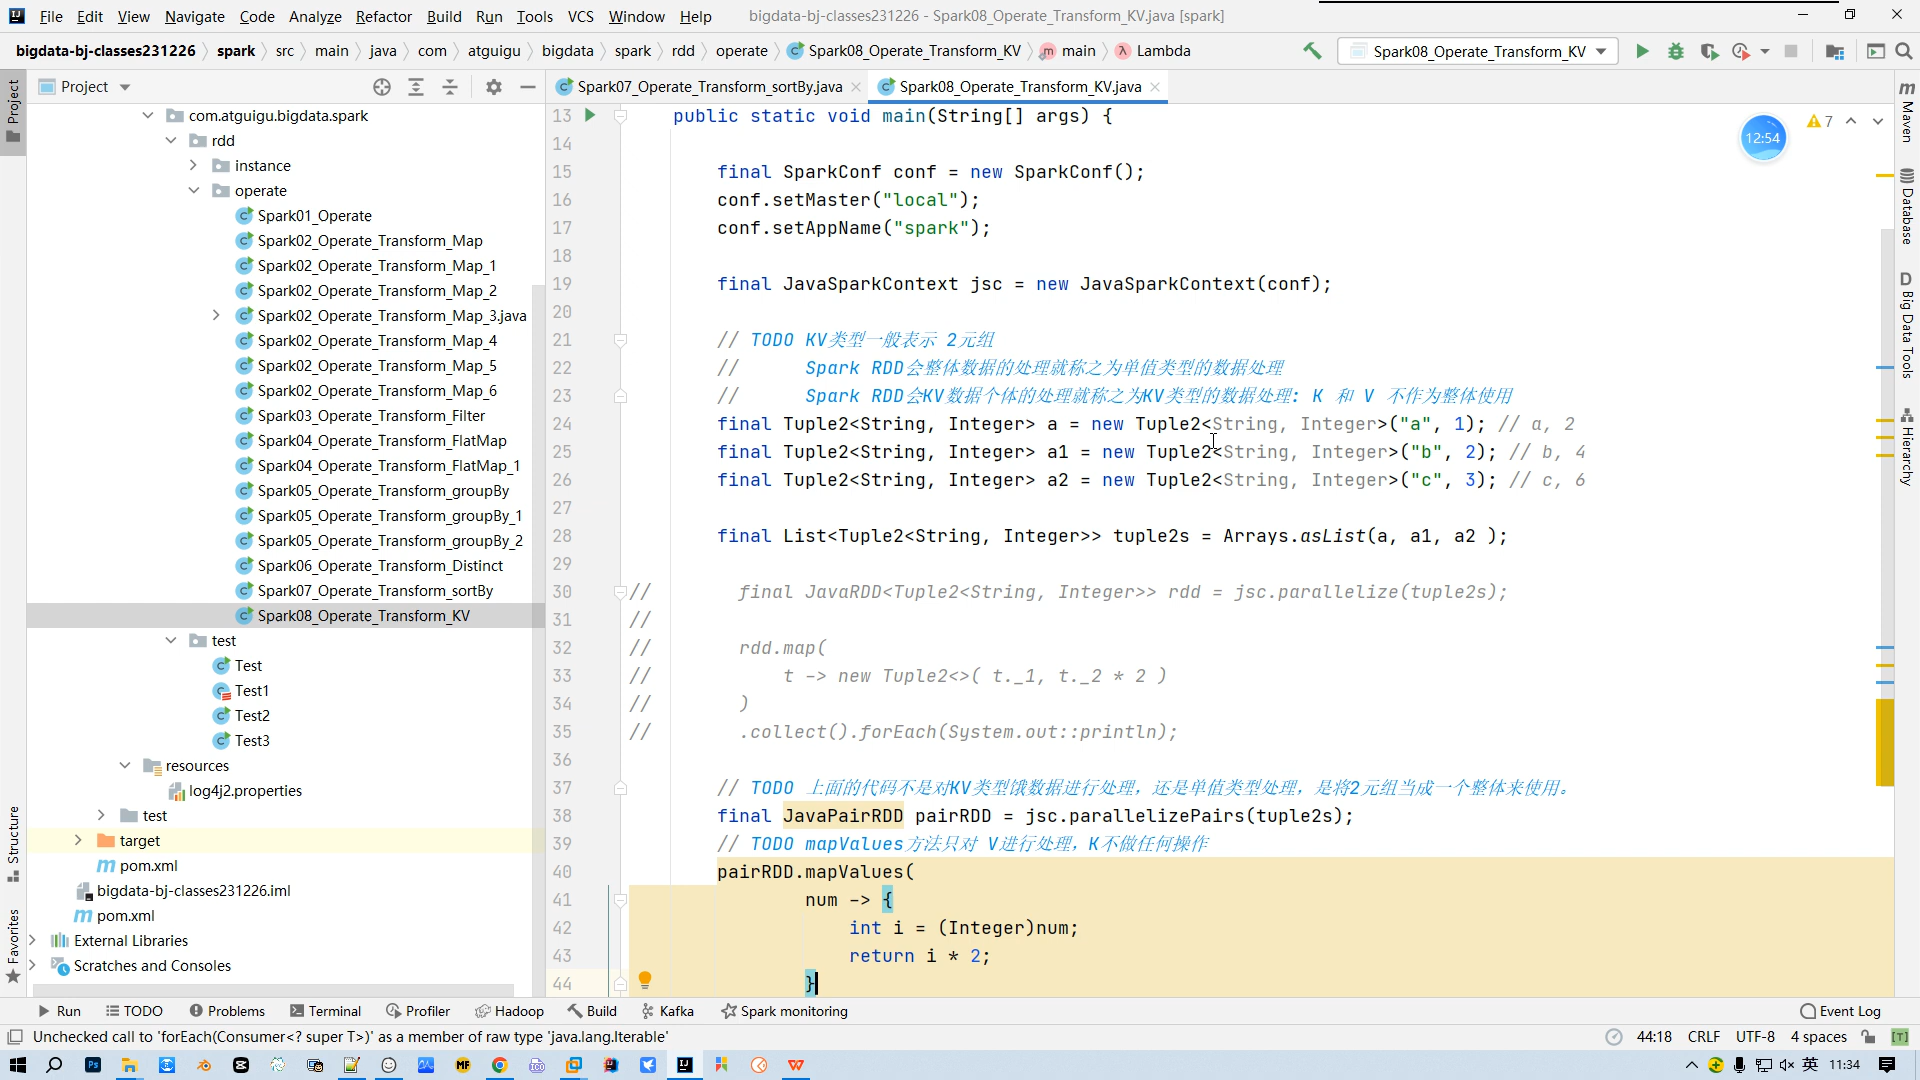 File Edit View Navigate Code Analyze Refactor Build Run Tools VCS Window Help bigdata-bj-classes231226 - Spark08_Operate_Transform_KV.java [spark]
bigdata-bj-classes231226 spark src main java com atguigu bigdata spark rdd operate Spark08_Operate_Transform_KV main Lambda Spark08_Operate_Transform_KV
Project
Spark07_Operate_Transform_sortBy.java Spark08_Operate_Transform_KV.java
com.atguigu.bigdata.spark
rdd
instance
operate
Spark01_Operate
Spark02_Operate_Transform_Map
Spark02_Operate_Transform_Map_1
Spark02_Operate_Transform_Map_2
Spark02_Operate_Transform_Map_3.java
Spark02_Operate_Transform_Map_4
Spark02_Operate_Transform_Map_5
Spark02_Operate_Transform_Map_6
Spark03_Operate_Transform_Filter
Spark04_Operate_Transform_FlatMap
Spark04_Operate_Transform_FlatMap_1
Spark05_Operate_Transform_groupBy
Spark05_Operate_Transform_groupBy_1
Spark05_Operate_Transform_groupBy_2
Spark06_Operate_Transform_Distinct
Spark07_Operate_Transform_sortBy
Spark08_Operate_Transform_KV
test
Test
Test1
Test2
Test3
resources
log4j2.properties
test
target
pom.xml
bigdata-bj-classes231226.iml
pom.xml
External Libraries
Scratches and Consoles
Project
Structure
Favorites
13 public static void main(String[] args) {
14
15 final SparkConf conf = new SparkConf();
16 conf.setMaster("local");
17 conf.setAppName("spark");
18
19 final JavaSparkContext jsc = new JavaSparkContext(conf);
20
21 // TODO KV类型一般表示 2元组
22 // Spark RDD会整体数据的处理就称之为单值类型的数据处理
23 // Spark RDD会KV数据个体的处理就称之为KV类型的数据处理: K 和 V 不作为整体使用
24 final Tuple2<String, Integer> a = new Tuple2<String, Integer>("a", 1); // a, 2
25 final Tuple2<String, Integer> a1 = new Tuple2<String, Integer>("b", 2); // b, 4
26 final Tuple2<String, Integer> a2 = new Tuple2<String, Integer>("c", 3); // c, 6
27
28 final List<Tuple2<String, Integer>> tuple2s = Arrays.asList(a, a1, a2 );
29
30 // final JavaRDD<Tuple2<String, Integer>> rdd = jsc.parallelize(tuple2s);
31 //
32 // rdd.map(
33 // t -> new Tuple2<>( t._1, t._2 * 2 )
34 // )
35 // .collect().forEach(System.out::println);
36
37 // TODO 上面的代码不是对KV类型饿数据进行处理，还是单值类型处理，是将2元组当成一个整体来使用。
38 final JavaPairRDD pairRDD = jsc.parallelizePairs(tuple2s);
39 // TODO mapValues方法只对 V进行处理，K不做任何操作
40 pairRDD.mapValues(
41 num -> {
42 int i = (Integer)num;
43 return i * 2;
44 }
12:54
7
Maven
Database
Big Data Tools
Hierarchy
Run TODO Problems Terminal Profiler Hadoop Build Kafka Spark monitoring Event Log
Unchecked call to 'forEach(Consumer<? super T>)' as a member of raw type 'java.lang.Iterable' 44:18 CRLF UTF-8 4 spaces
英 11:34